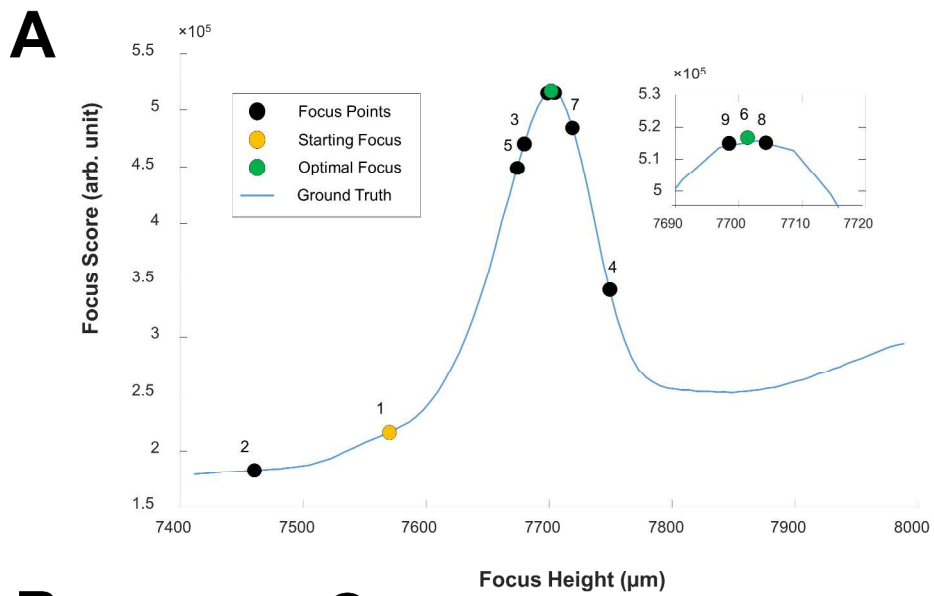 A
×10⁵
5.5
5
4.5
4
3.5
3
2.5
2
1.5
Focus Score (arb. unit)
Focus Points
Starting Focus
Optimal Focus
Ground Truth
1
2
3
5
7
4
×10⁵
5.3
5.2
5.1
5
9 6 8
7690 7700 7710 7720
7400 7500 7600 7700 7800 7900 8000
Focus Height (µm)